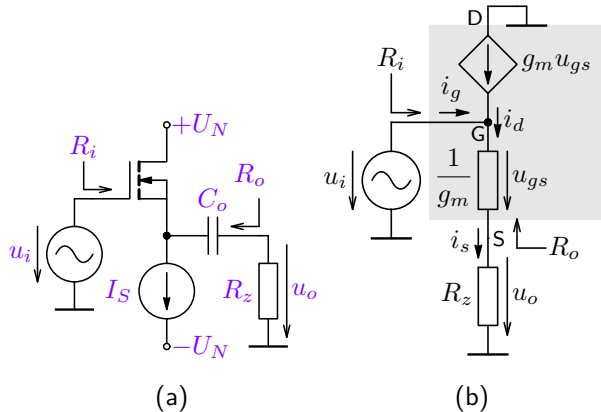 +U_N
R_i
R_o
C_o
u_i
I_S
R_z
u_o
−U_N
(a)
D
g_m u_gs
R_i
i_g
i_d
G
u_i
1/g_m
u_gs
i_s
S
R_o
R_z
u_o
(b)